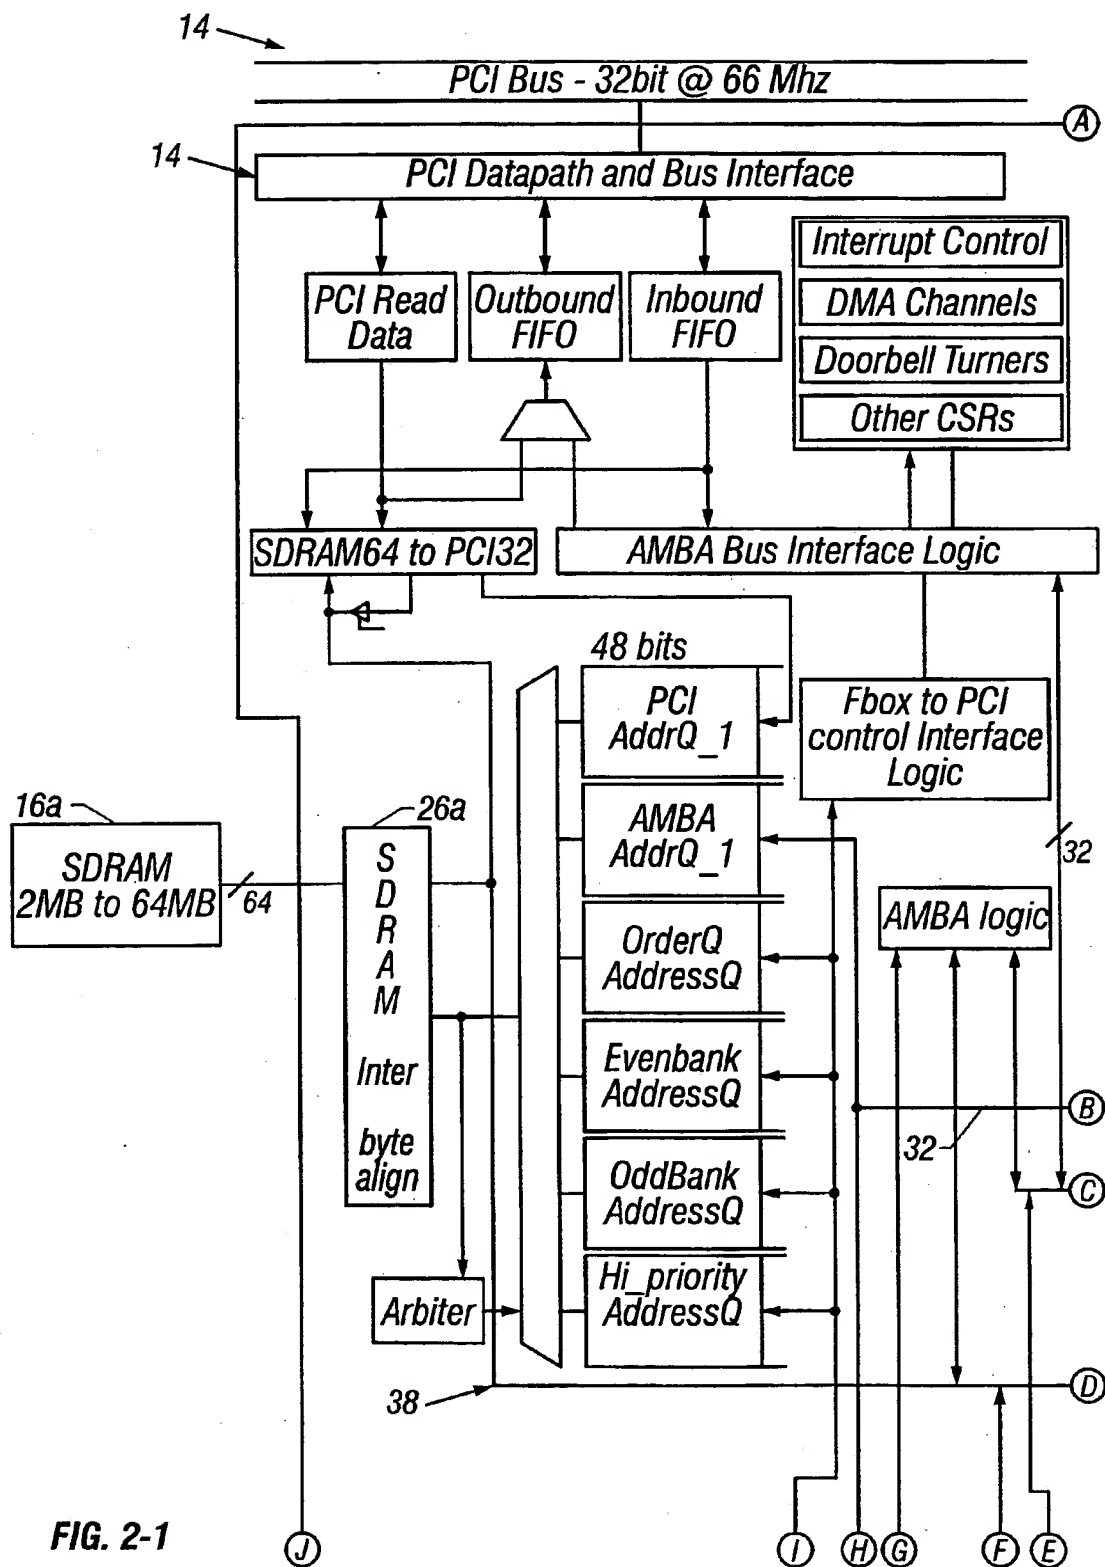 14
PCI Bus - 32bit @ 66 Mhz
A
14
PCI Datapath and Bus Interface
Interrupt Control
DMA Channels
Doorbell Turners
Other CSRs
PCI Read
Data
Outbound
FIFO
Inbound
FIFO
SDRAM64 to PCI32
AMBA Bus Interface Logic
48 bits
PCI
AddrQ_1
Fbox to PCI
control Interface
Logic
16a
SDRAM
2MB to 64MB
64
26a
S
D
R
A
M
Inter
byte
align
AMBA
AddrQ_1
32
AMBA logic
OrderQ
AddressQ
Evenbank
AddressQ
B
32
OddBank
AddressQ
C
Arbiter
Hi_priority
AddressQ
38
D
FIG. 2-1
J
I
H
G
F
E